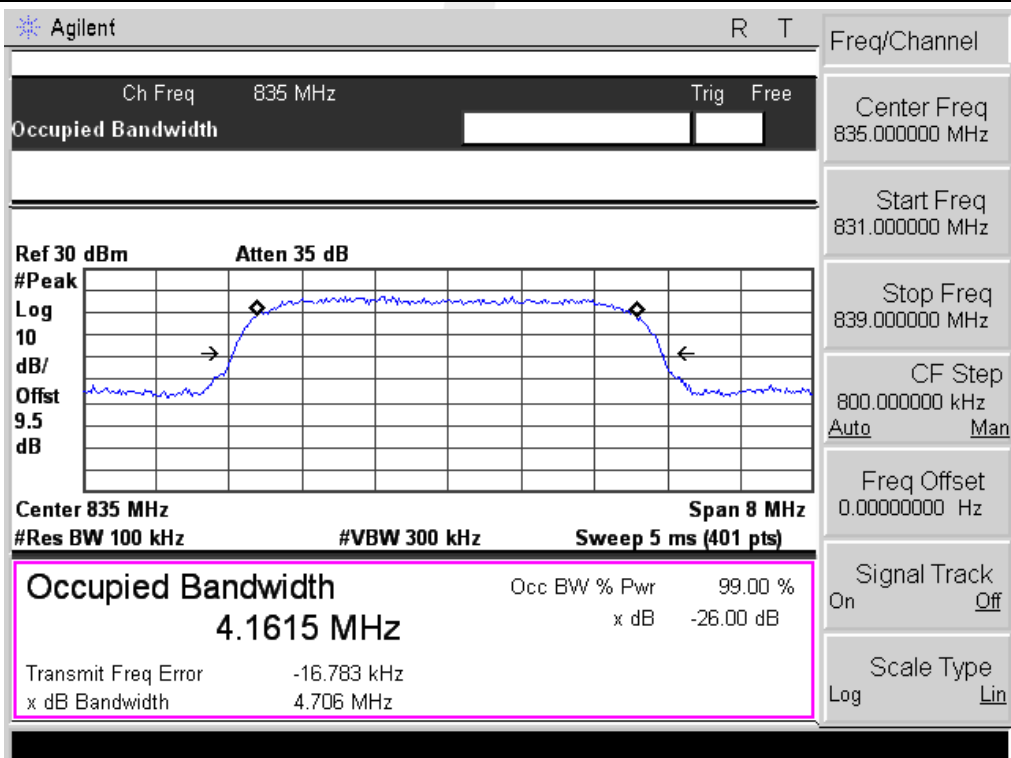 Agilent R T
Freq/Channel
Ch Freq 835 MHz Trig Free
Occupied Bandwidth
Center Freq
835.000000 MHz
Start Freq
831.000000 MHz
Ref 30 dBm Atten 35 dB
#Peak
Log
10
dB/
Offst
9.5
dB
Stop Freq
839.000000 MHz
CF Step
800.000000 kHz
Auto Man
Center 835 MHz Span 8 MHz
#Res BW 100 kHz #VBW 300 kHz Sweep 5 ms (401 pts)
Freq Offset
0.00000000 Hz
Occupied Bandwidth Occ BW % Pwr 99.00 %
4.1615 MHz x dB -26.00 dB
Transmit Freq Error -16.783 kHz
x dB Bandwidth 4.706 MHz
Signal Track
On Off
Scale Type
Log Lin